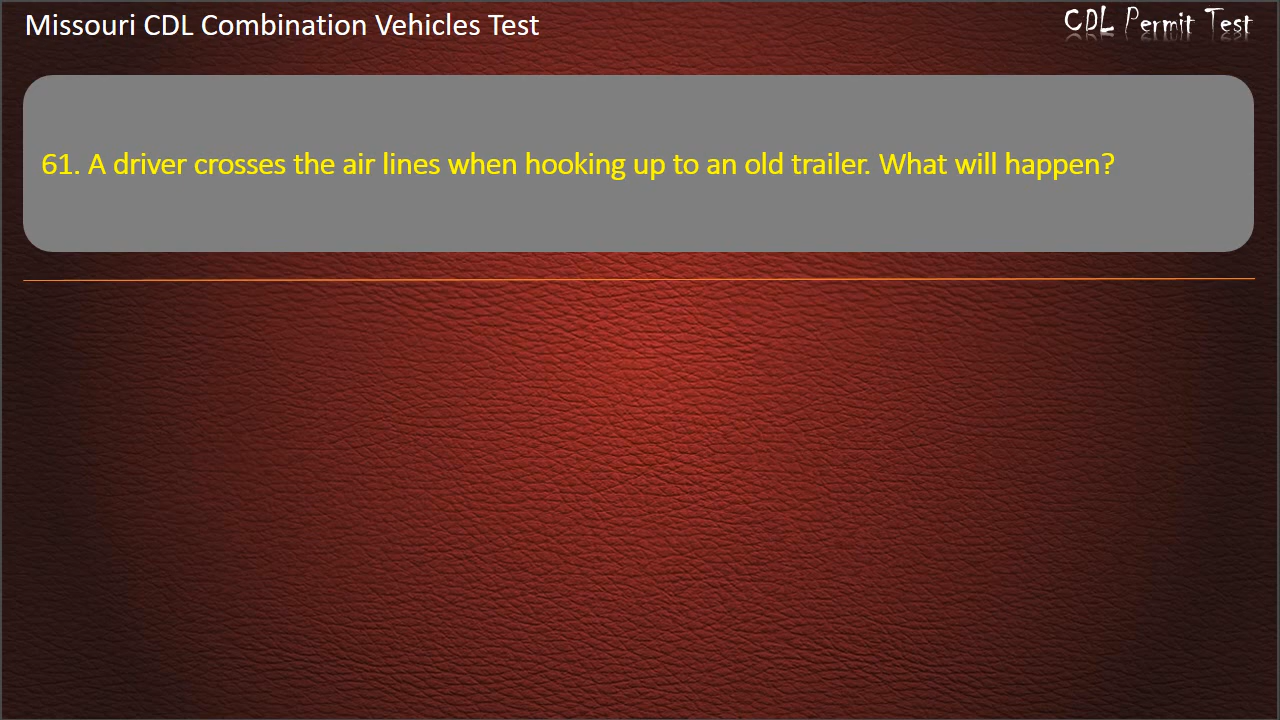 Missouri CDL Combination Vehicles Test
CDL Permit Test
61. A driver crosses the air lines when hooking up to an old trailer. What will happen?